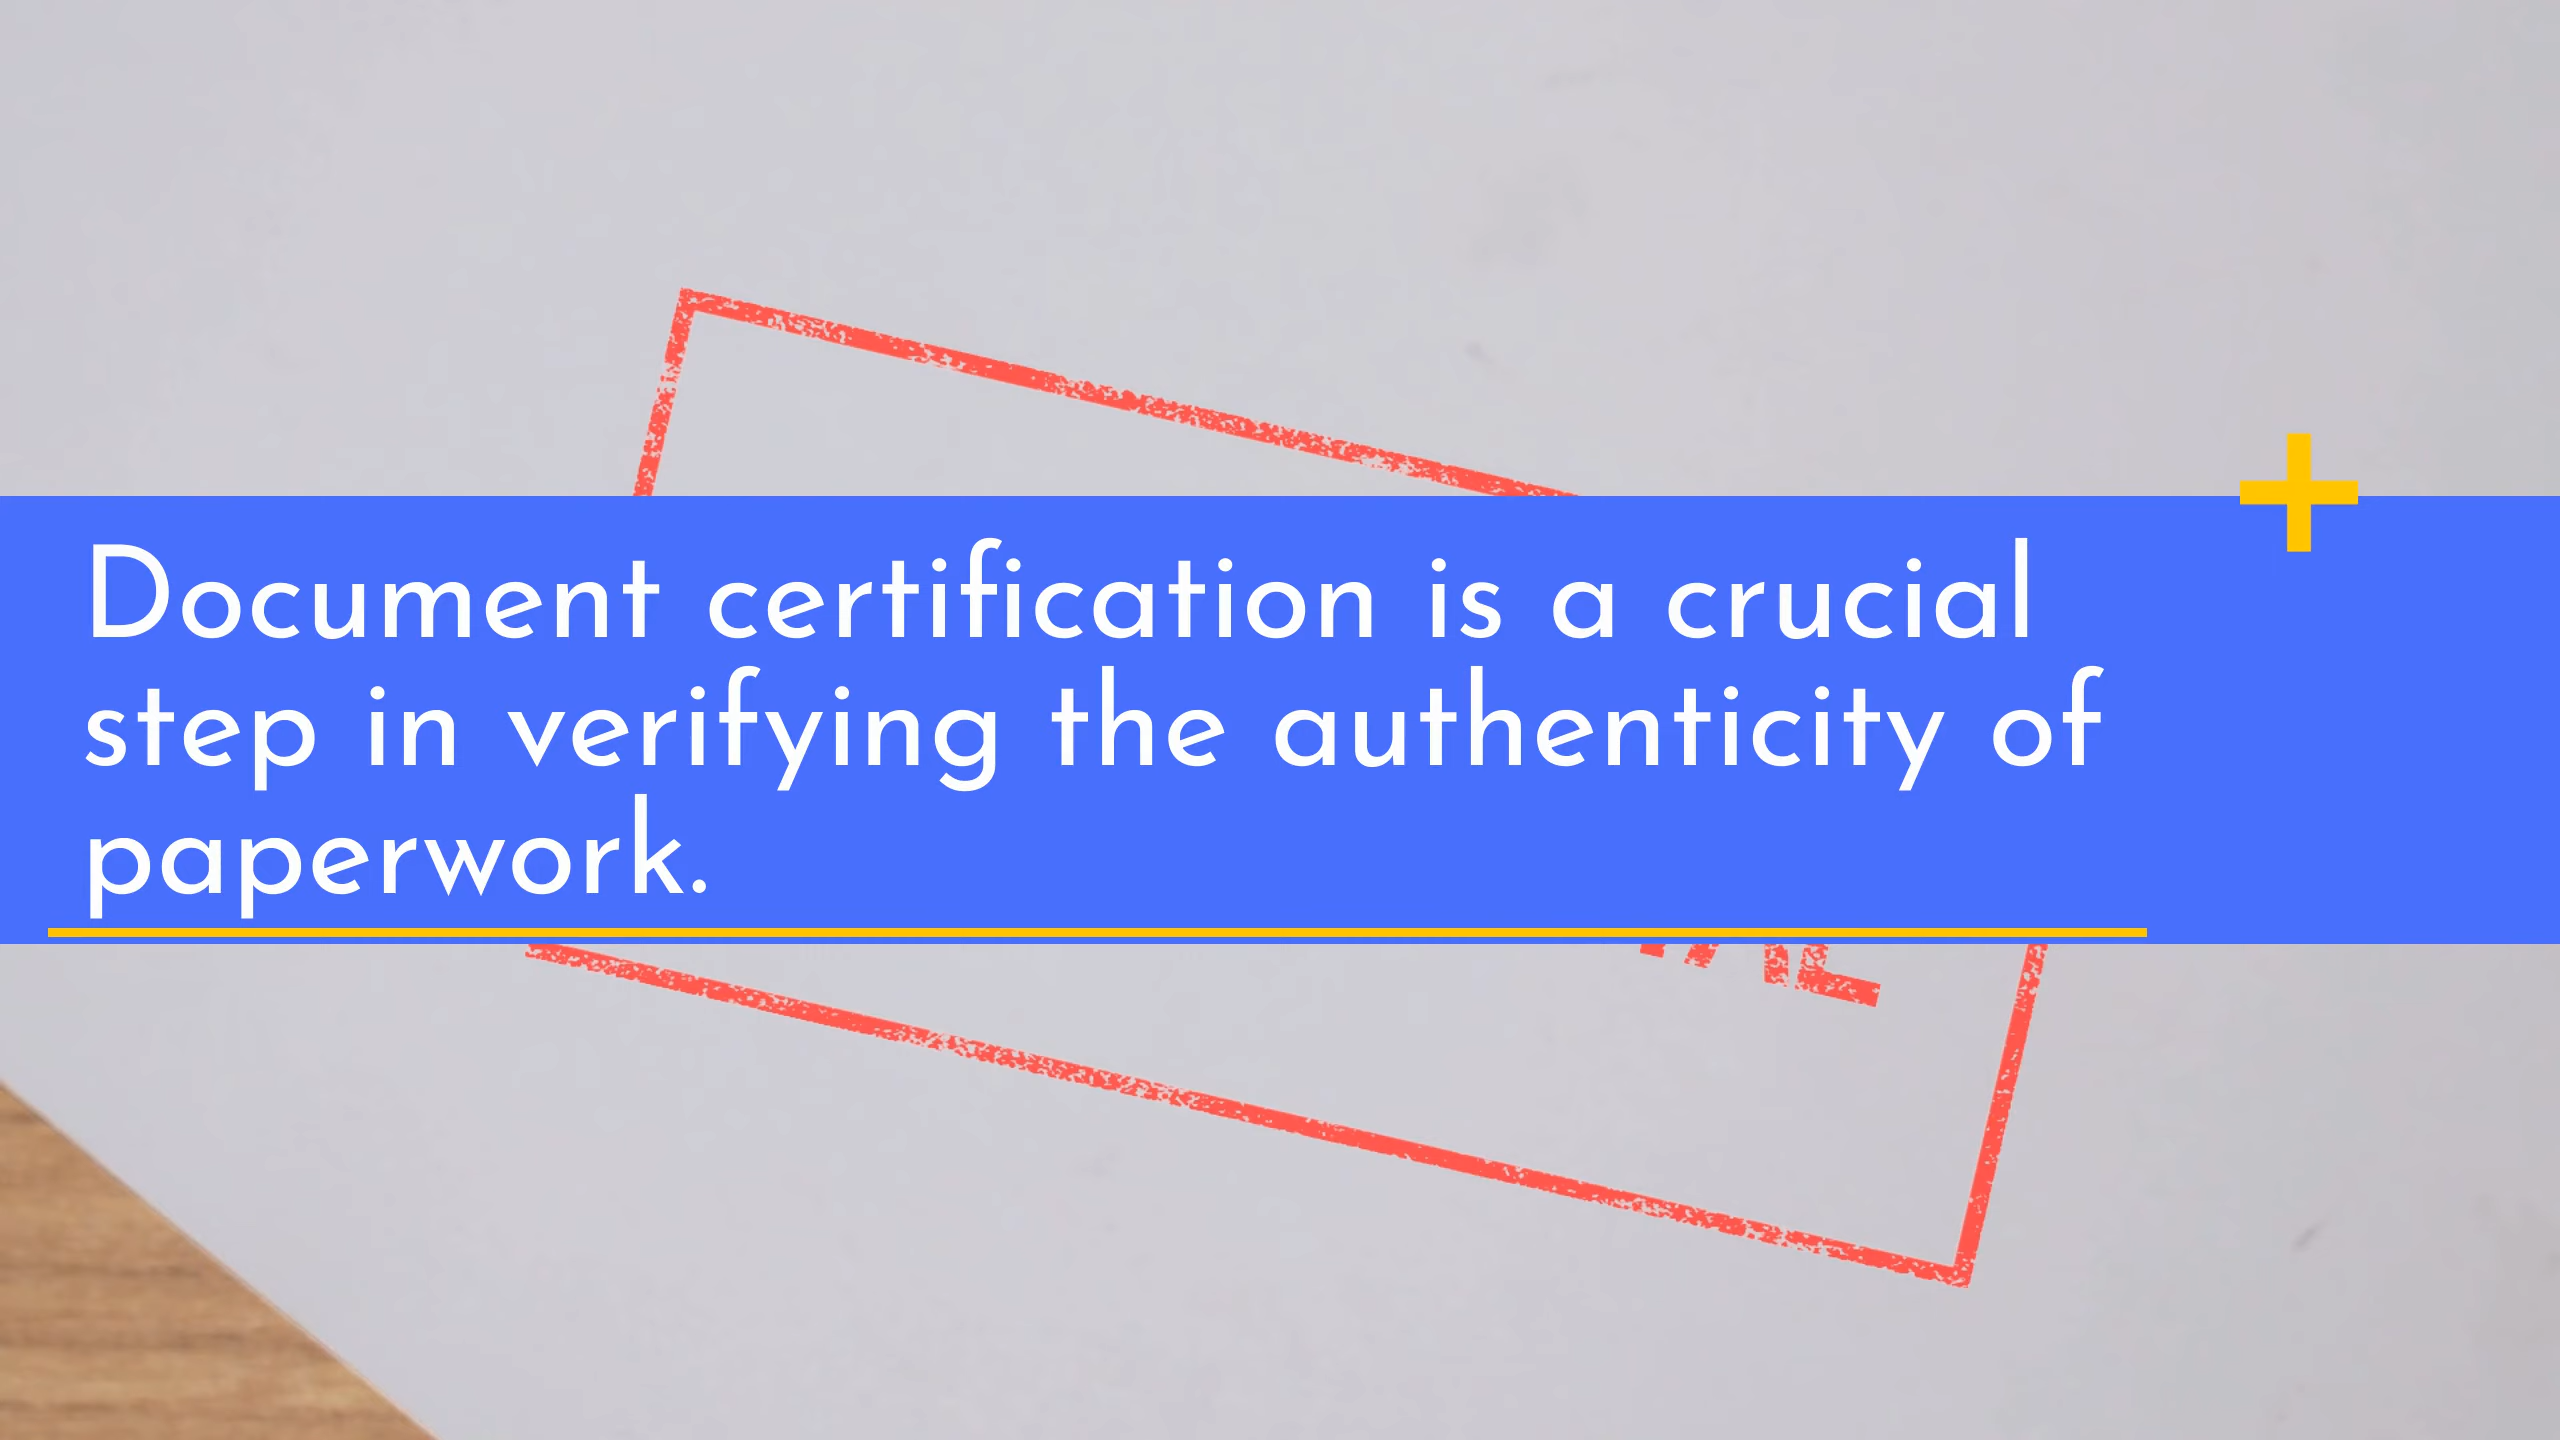 Document certification is a crucial
step in verifying the authenticity of
paperwork.